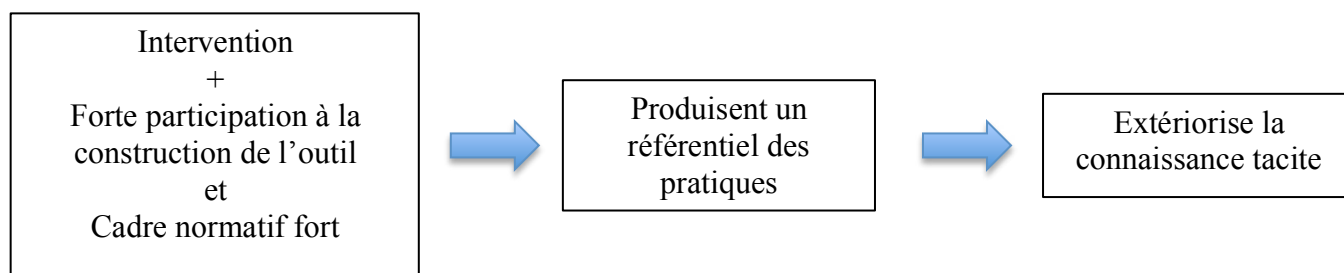 Intervention
+
Forte participation à la
construction de l’outil
et
Cadre normatif fort
Produisent un
référentiel des
pratiques
Extériorise la
connaissance tacite